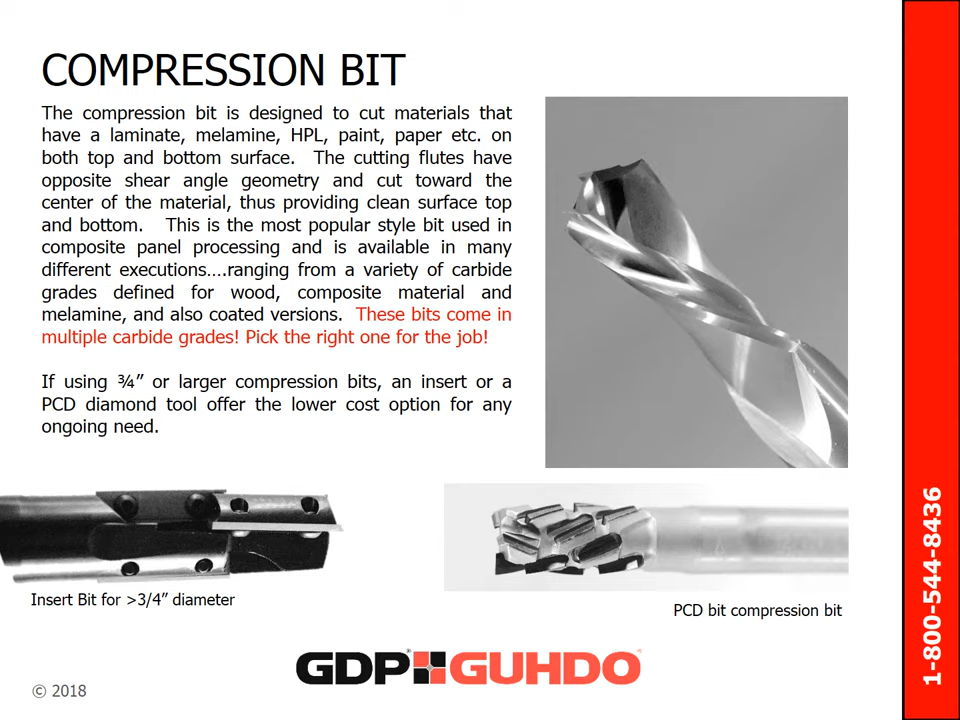 COMPRESSION BIT
The compression bit is designed to cut materials that
have a laminate, melamine, HPL, paint, paper etc. on
both top and bottom surface. The cutting flutes have
opposite shear angle geometry and cut toward the
center of the material, thus providing clean surface top
and bottom. This is the most popular style bit used in
composite panel processing and is available in many
different executions….ranging from a variety of carbide
grades defined for wood, composite material and
melamine, and also coated versions. These bits come in
multiple carbide grades! Pick the right one for the job!
If using ¾” or larger compression bits, an insert or a
PCD diamond tool offer the lower cost option for any
ongoing need.
Insert Bit for >3/4” diameter
PCD bit compression bit
GDP® GUHDO®
© 2018
1-800-544-8436